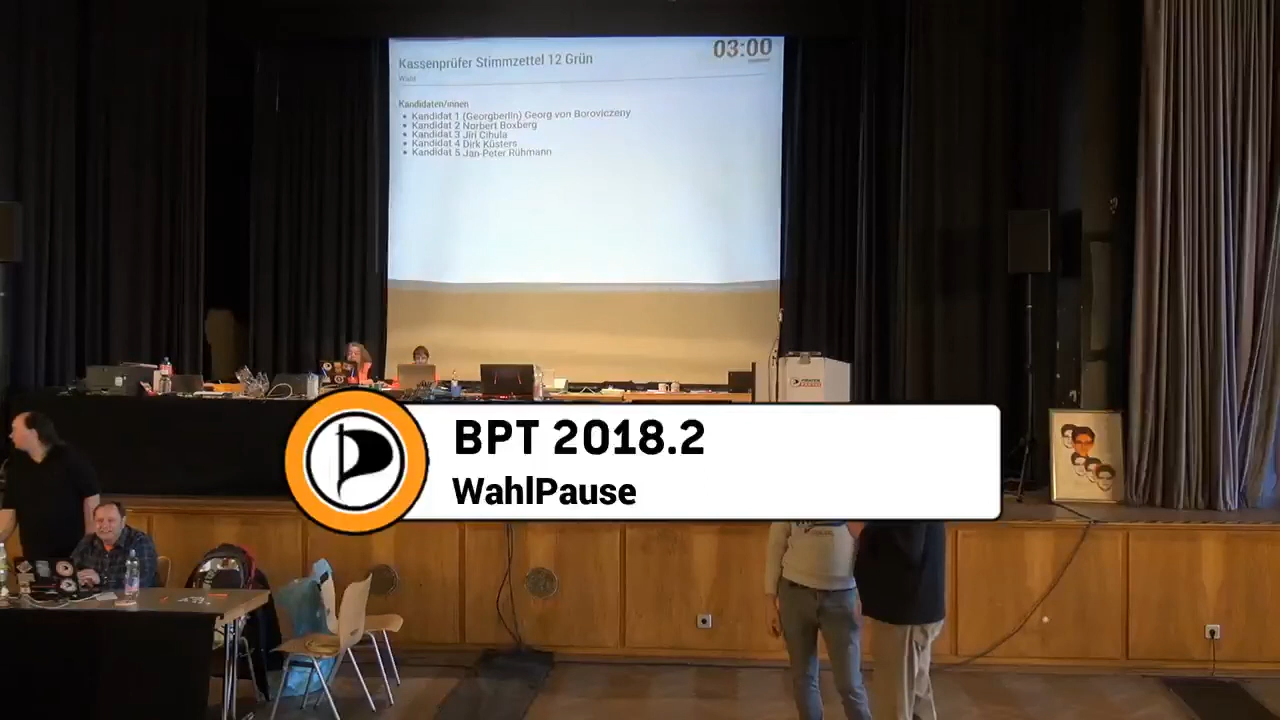 Kassenprüfer Stimmzettel 12 Grün
03:00
Wahl
Kandidaten/innen
• Kandidat 1 (Georgberlin) Georg von Boroviczeny
• Kandidat 2 Norbert Boxberg
• Kandidat 3 Jiri Cihula
• Kandidat 4 Dirk Küsters
• Kandidat 5 Jan-Peter Rühmann
BPT 2018.2
WahlPause